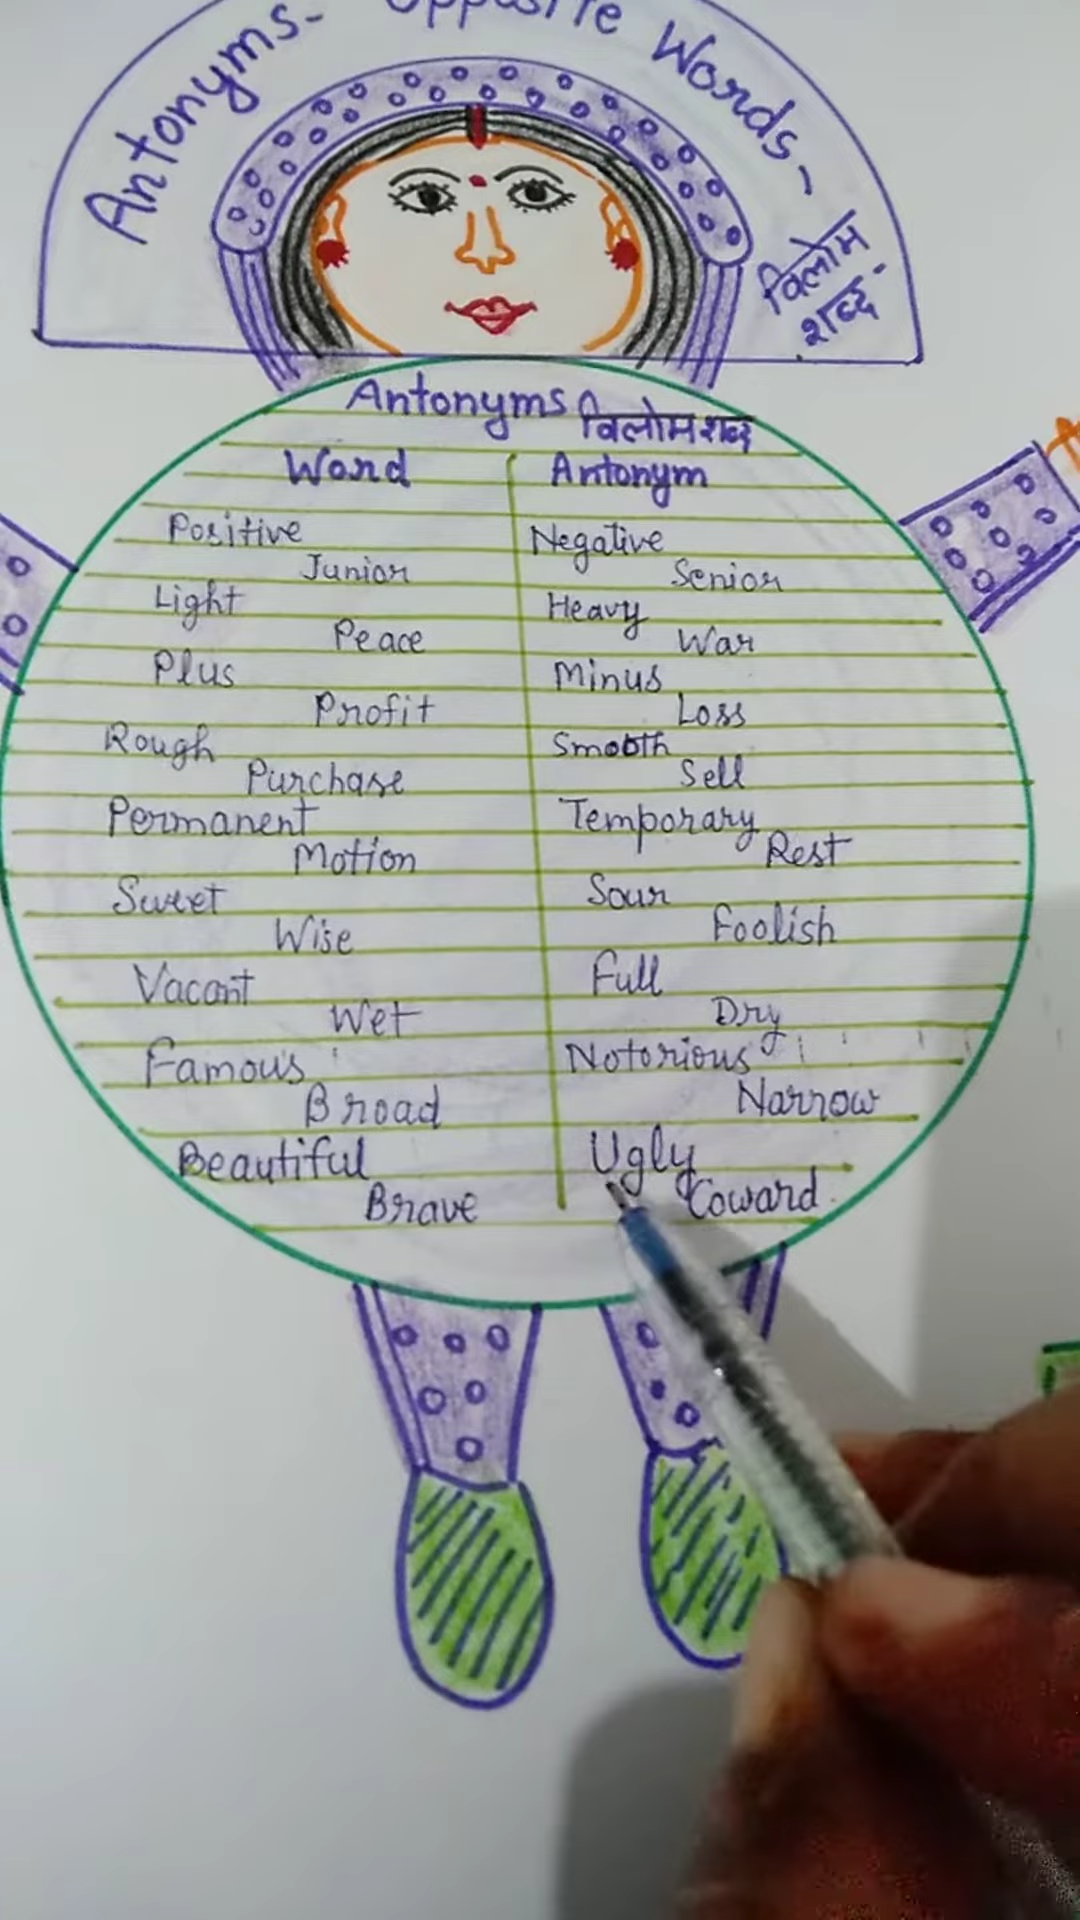 Antonyms- Opposite Words-
विलोम
शब्द
Antonyms विलोम शब्द
Word Antonym
Positive Negative
Junior Senior
Light Heavy
Peace War
Plus Minus
Profit Loss
Rough Smooth
Purchase Sell
Permanent Temporary
Motion Rest
Sweet Sour
Wise Foolish
Vacant Full
Wet Dry
Famous Notorious
Broad Narrow
Beautiful Ugly
Brave Coward